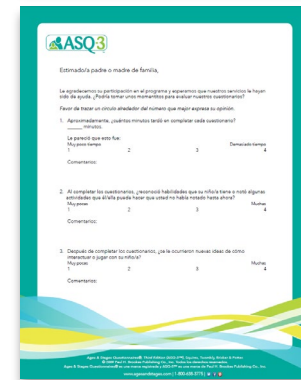 ASQ3
Estimado/a padre o madre de familia,
Le agradecemos su participación en el programa y esperamos que nuestros servicios le hayan
sido de ayuda. ¿Podría tomar unos momentitos para evaluar nuestros cuestionarios?
Favor de trazar un círculo alrededor del número que mejor exprese su opinión.
1. Aproximadamente, ¿cuántos minutos tardó en completar cada cuestionario?
______ minutos.
Le pareció que esto fue:
Muy poco tiempo Demasiado tiempo
1 2 3 4
Comentarios:
2. Al completar los cuestionarios, ¿reconoció habilidades que su niño/a tiene o notó algunas
actividades que él/ella puede hacer que usted no había notado hasta ahora?
Muy pocas Muchas
1 2 3 4
Comentarios:
3. Después de completar los cuestionarios, ¿se le ocurrieron nuevas ideas de cómo
interactuar o jugar con su niño/a?
Muy pocas Muchas
1 2 3 4
Comentarios:
www.agesandstages.com | 1-800-638-3775 |